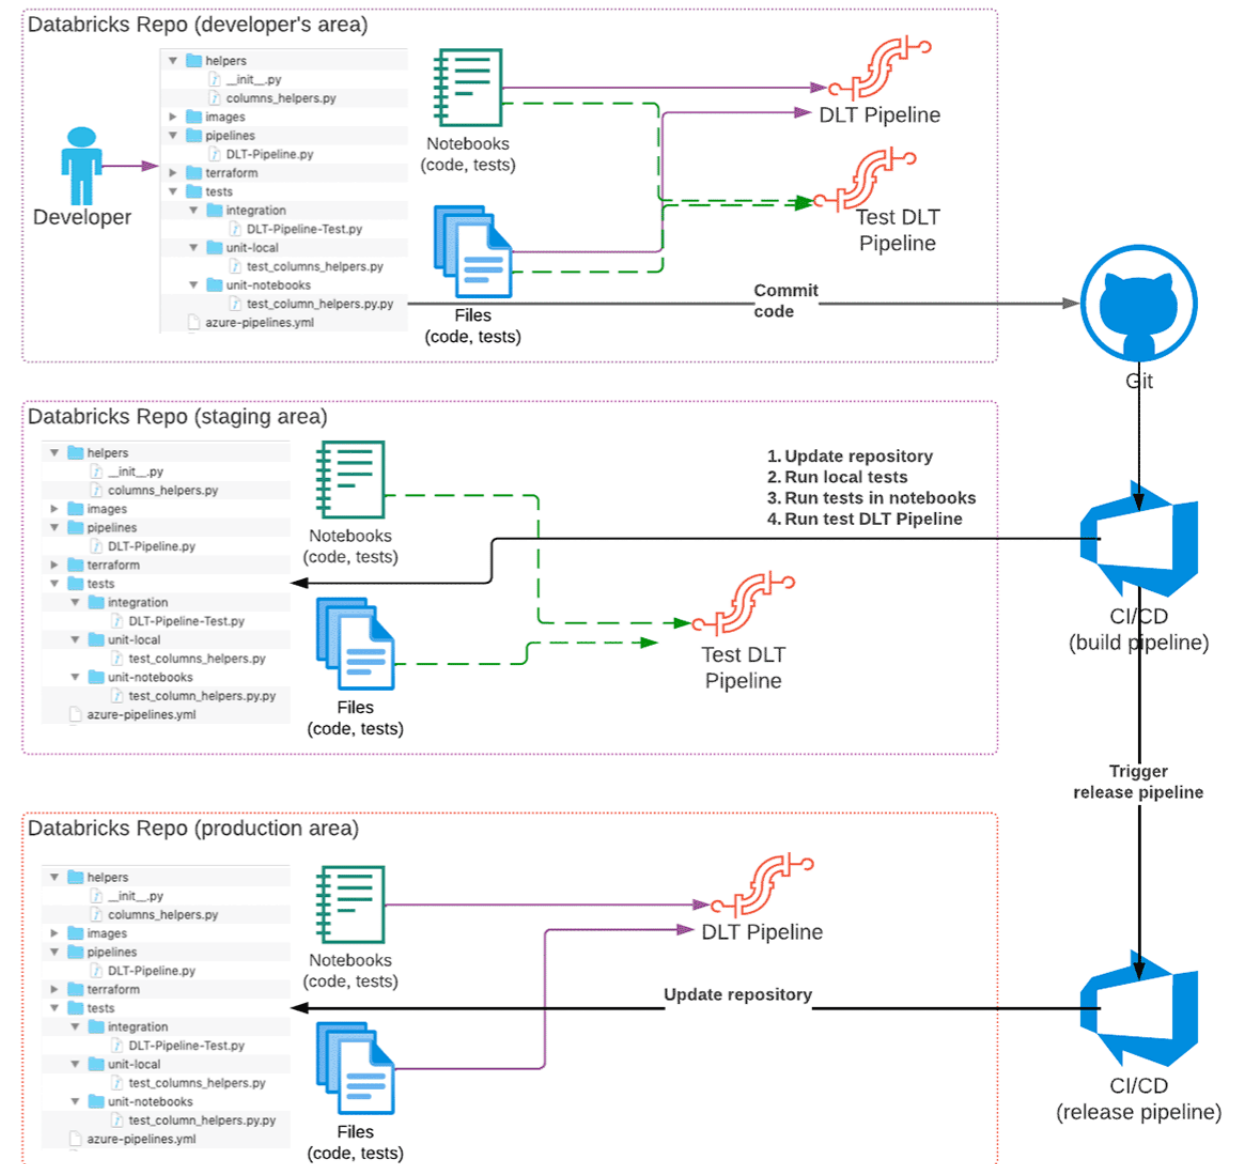 Databricks Repo (developer's area)
helpers
__init__.py
columns_helpers.py
images
pipelines
DLT-Pipeline.py
terraform
tests
integration
DLT-Pipeline-Test.py
unit-local
test_columns_helpers.py
unit-notebooks
test_column_helpers.py.py
azure-pipelines.yml
Developer
Notebooks
(code, tests)
Files
(code, tests)
DLT Pipeline
Test DLT
Pipeline
Commit
code
Git
Databricks Repo (staging area)
helpers
__init__.py
columns_helpers.py
images
pipelines
DLT-Pipeline.py
terraform
tests
integration
DLT-Pipeline-Test.py
unit-local
test_columns_helpers.py
unit-notebooks
test_column_helpers.py.py
azure-pipelines.yml
Notebooks
(code, tests)
Files
(code, tests)
Test DLT
Pipeline
1. Update repository
2. Run local tests
3. Run tests in notebooks
4. Run test DLT Pipeline
CI/CD
(build pipeline)
Trigger
release pipeline
Databricks Repo (production area)
helpers
__init__.py
columns_helpers.py
images
pipelines
DLT-Pipeline.py
terraform
tests
integration
DLT-Pipeline-Test.py
unit-local
test_columns_helpers.py
unit-notebooks
test_column_helpers.py.py
azure-pipelines.yml
Notebooks
(code, tests)
Files
(code, tests)
DLT Pipeline
Update repository
CI/CD
(release pipeline)